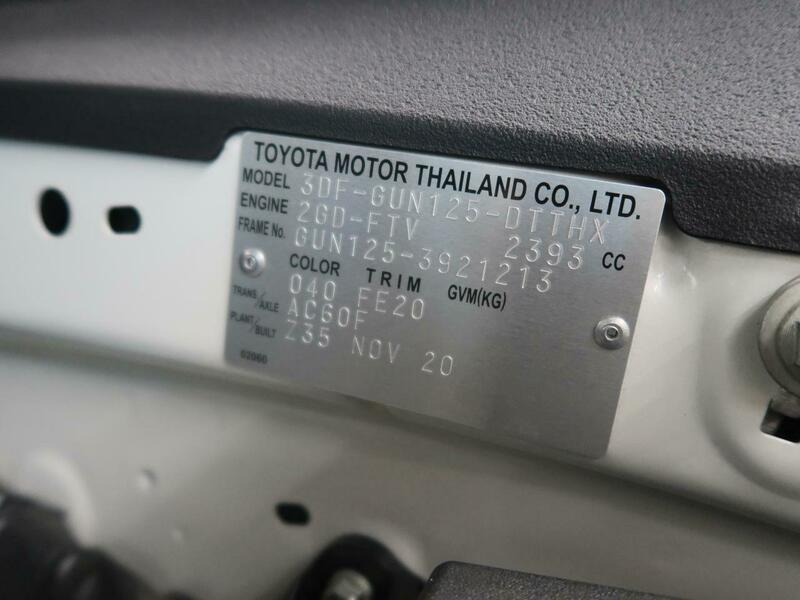 TOYOTA MOTOR THAILAND CO., LTD.
MODEL 3DF-GUN125-DTTHX
ENGINE 2GD-FTV 2393 CC
FRAME No. GUN125-3921213
COLOR TRIM GVM(KG)
040 FE20
TRANS/AXLE AC60F
PLANT/BUILT Z35 NOV 20
02060